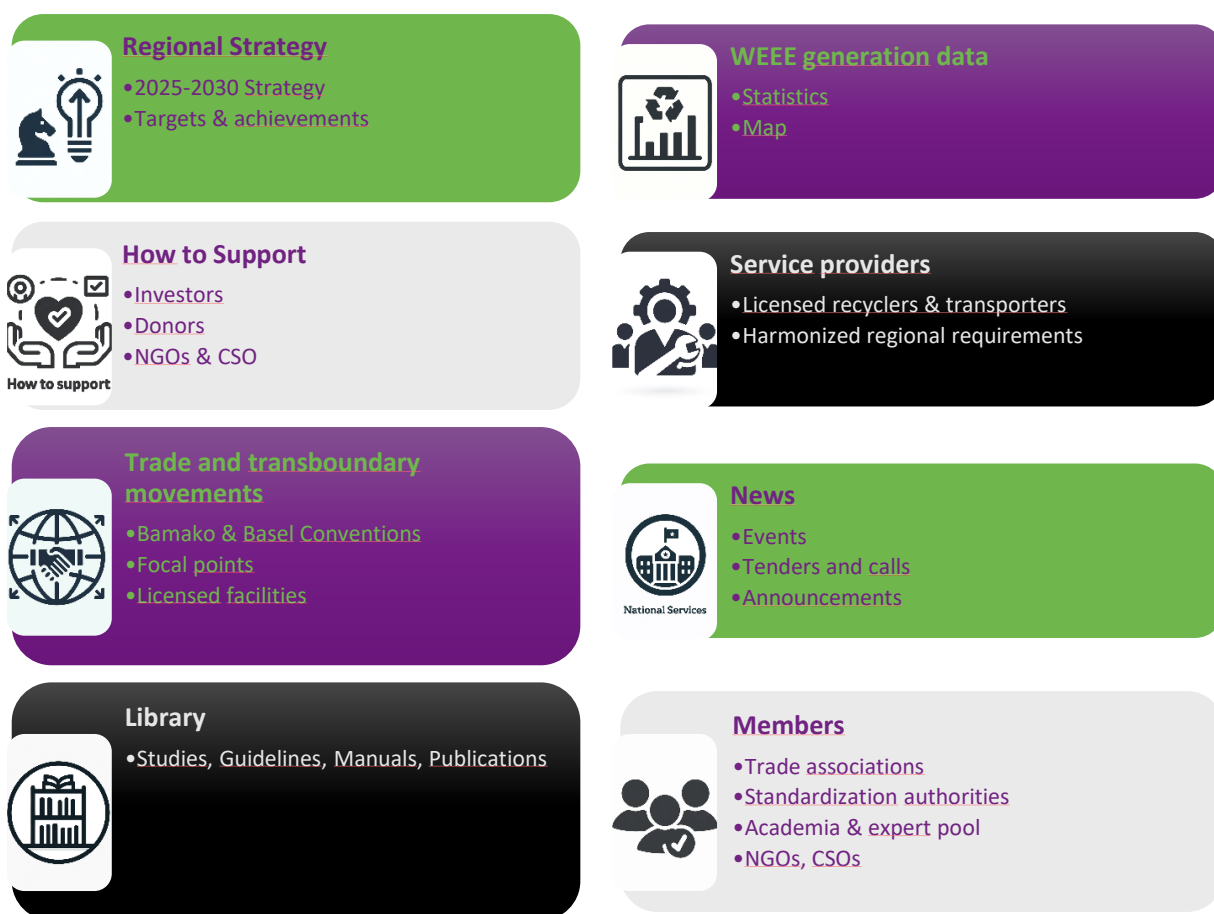 Regional Strategy
•2025-2030 Strategy
•Targets & achievements
WEEE generation data
•Statistics
•Map
How to Support
•Investors
•Donors
•NGOs & CSO
How to support
Service providers
•Licensed recyclers & transporters
•Harmonized regional requirements
Trade and transboundary
movements
•Bamako & Basel Conventions
•Focal points
•Licensed facilities
News
•Events
•Tenders and calls
•Announcements
National Services
Library
•Studies, Guidelines, Manuals, Publications
Members
•Trade associations
•Standardization authorities
•Academia & expert pool
•NGOs, CSOs